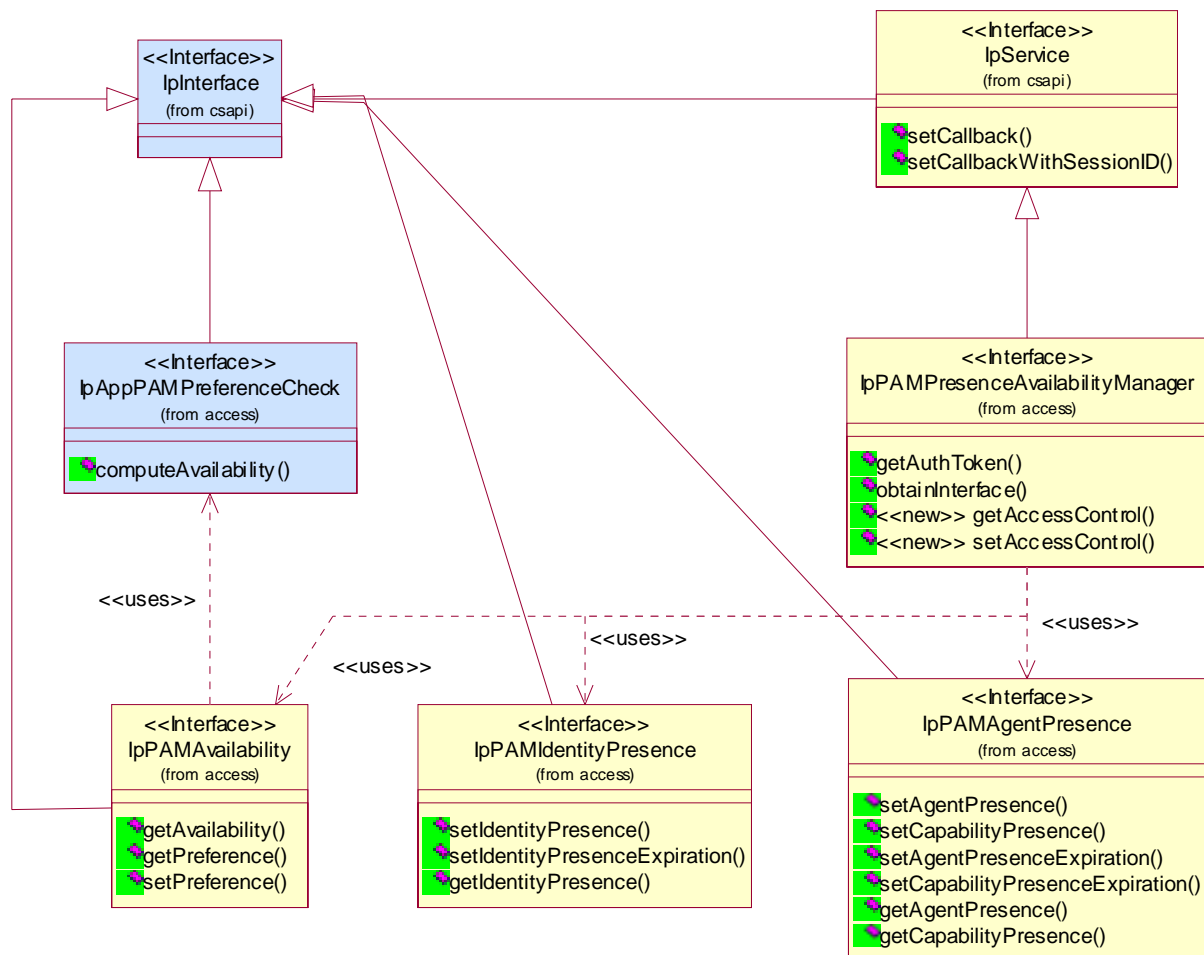 <<Interface>>
IpInterface
(from csapi)
<<Interface>>
IpService
(from csapi)
setCallback()
setCallbackWithSessionID()
<<Interface>>
IpAppPAMPreferenceCheck
(from access)
computeAvailability()
<<Interface>>
IpPAMPresenceAvailabilityManager
(from access)
getAuthToken()
obtainInterface()
<<new>> getAccessControl()
<<new>> setAccessControl()
<<uses>>
<<uses>>
<<uses>>
<<uses>>
<<Interface>>
IpPAMAvailability
(from access)
getAvailability()
getPreference()
setPreference()
<<Interface>>
IpPAMIdentityPresence
(from access)
setIdentityPresence()
setIdentityPresenceExpiration()
getIdentityPresence()
<<Interface>>
IpPAMAgentPresence
(from access)
setAgentPresence()
setCapabilityPresence()
setAgentPresenceExpiration()
setCapabilityPresenceExpiration()
getAgentPresence()
getCapabilityPresence()